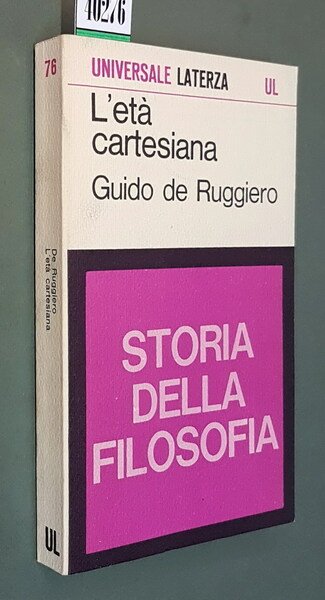 40276
76
UNIVERSALE LATERZA UL
L'età
cartesiana
Guido de Ruggiero
STORIA
DELLA
FILOSOFIA
De Ruggiero
L'età cartesiana
UL